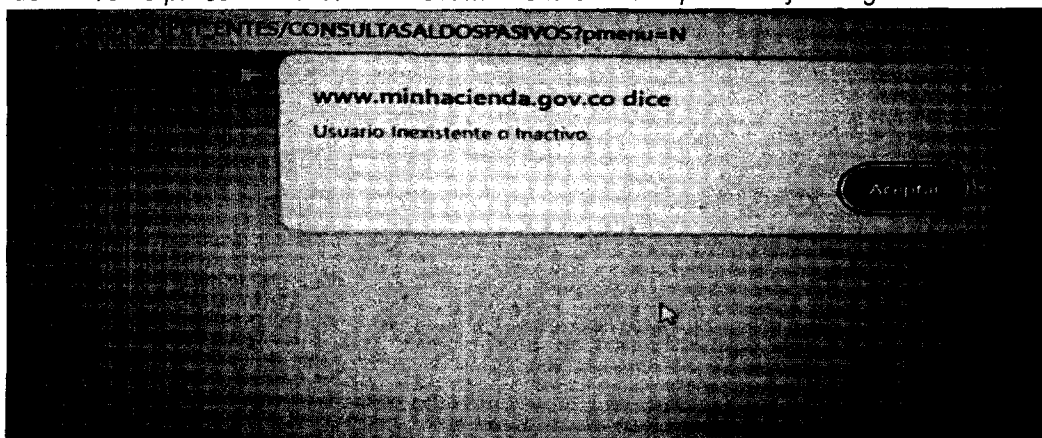 ENTES/CONSULTASALDOSPASIVOS?pmenu=N
www.minhacienda.gov.co dice
Usuario Inexistente o Inactivo.
Aceptar